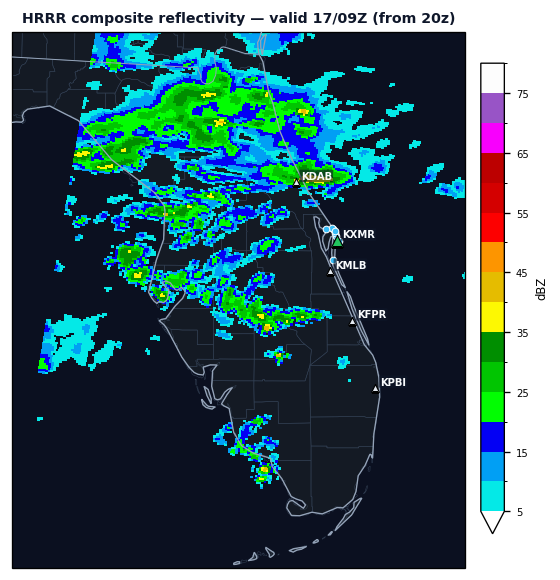 HRRR composite reflectivity — valid 17/09Z (from 20z)
75
65
55
45
35
25
15
5
dBZ
KDAB
KXMR
KMLB
KFPR
KPBI